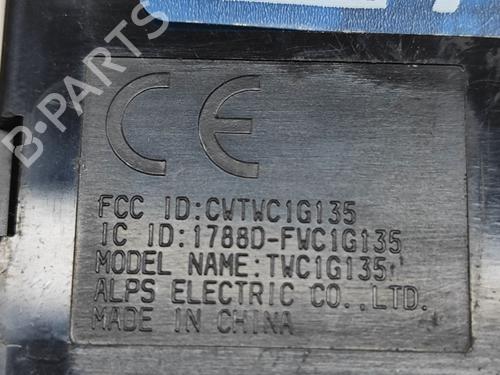 B-PARTS
CE
FCC ID:CWTWC1G135
IC ID:1788D-FWC1G135
MODEL NAME:TWC1G135
ALPS ELECTRIC CO.,LTD.
MADE IN CHINA